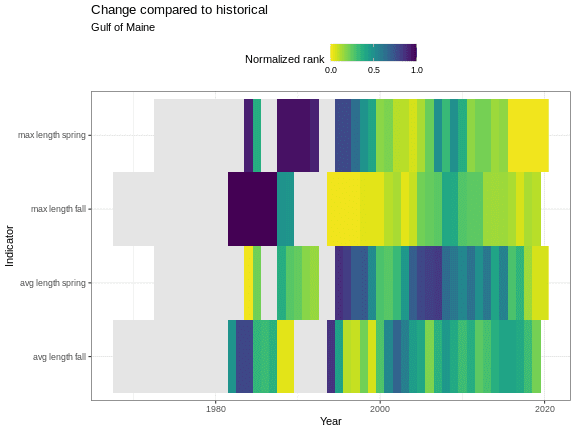 Change compared to historical
Gulf of Maine
Normalized rank
0.0 0.5 1.0
max length spring
max length fall
avg length spring
avg length fall
Indicator
1980 2000 2020
Year